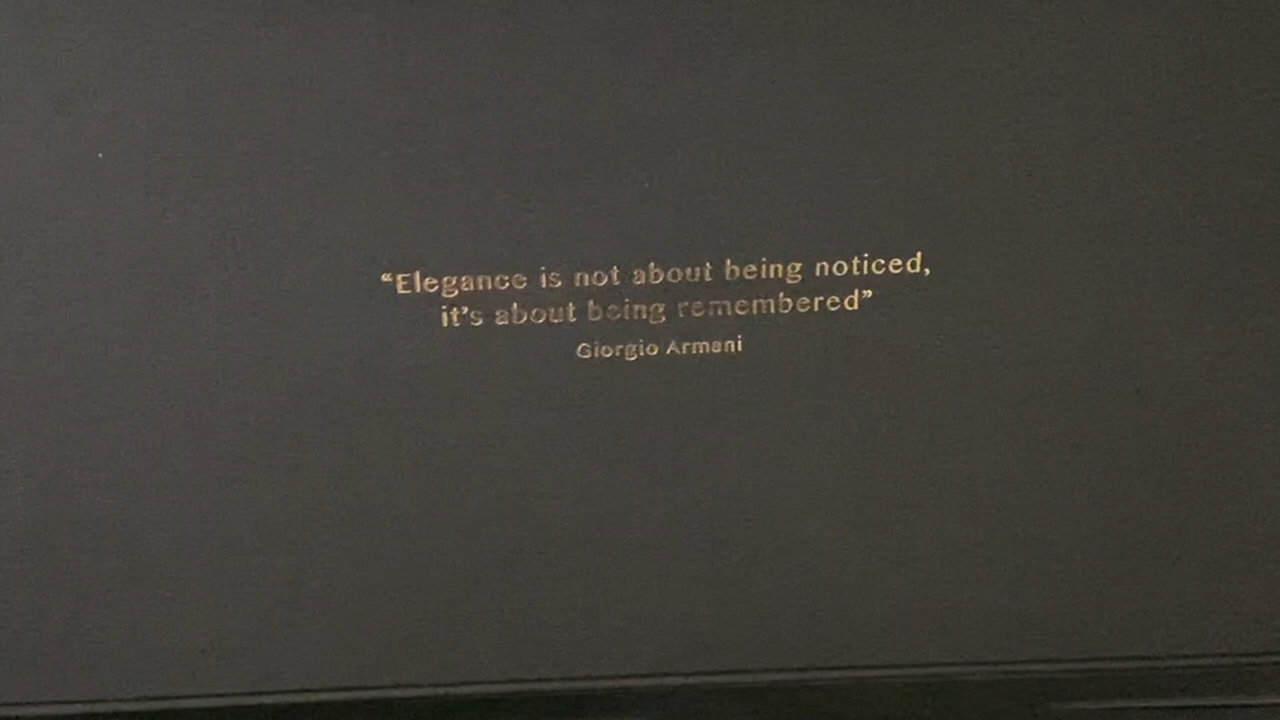 “Elegance is not about being noticed,
it’s about being remembered”
Giorgio Armani